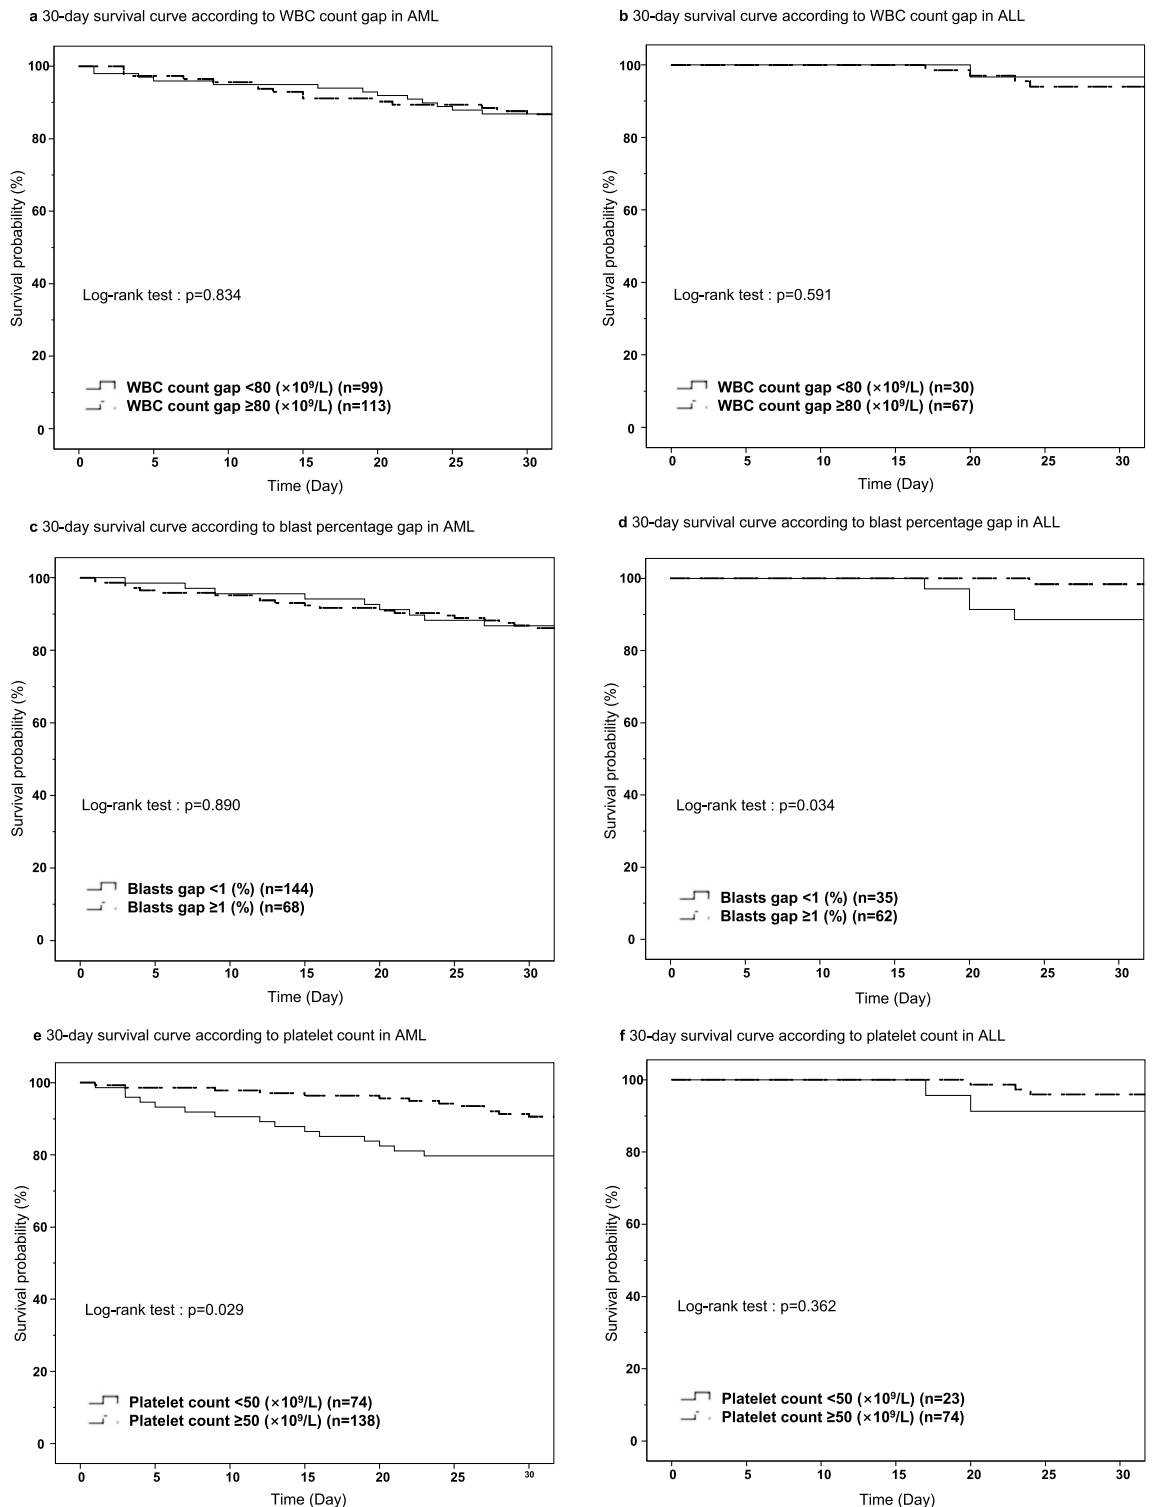 a 30-day survival curve according to WBC count gap in AML
Survival probability (%)
100
80
60
40
20
0
Log-rank test : p=0.834
WBC count gap <80 (×10⁹/L) (n=99)
WBC count gap ≥80 (×10⁹/L) (n=113)
0 5 10 15 20 25 30
Time (Day)
b 30-day survival curve according to WBC count gap in ALL
Survival probability (%)
100
80
60
40
20
0
Log-rank test : p=0.591
WBC count gap <80 (×10⁹/L) (n=30)
WBC count gap ≥80 (×10⁹/L) (n=67)
0 5 10 15 20 25 30
Time (Day)
c 30-day survival curve according to blast percentage gap in AML
Survival probability (%)
100
80
60
40
20
0
Log-rank test : p=0.890
Blasts gap <1 (%) (n=144)
Blasts gap ≥1 (%) (n=68)
0 5 10 15 20 25 30
Time (Day)
d 30-day survival curve according to blast percentage gap in ALL
Survival probability (%)
100
80
60
40
20
0
Log-rank test : p=0.034
Blasts gap <1 (%) (n=35)
Blasts gap ≥1 (%) (n=62)
0 5 10 15 20 25 30
Time (Day)
e 30-day survival curve according to platelet count in AML
Survival probability (%)
100
80
60
40
20
0
Log-rank test : p=0.029
Platelet count <50 (×10⁹/L) (n=74)
Platelet count ≥50 (×10⁹/L) (n=138)
0 5 10 15 20 25 30
Time (Day)
f 30-day survival curve according to platelet count in ALL
Survival probability (%)
100
80
60
40
20
0
Log-rank test : p=0.362
Platelet count <50 (×10⁹/L) (n=23)
Platelet count ≥50 (×10⁹/L) (n=74)
0 5 10 15 20 25 30
Time (Day)